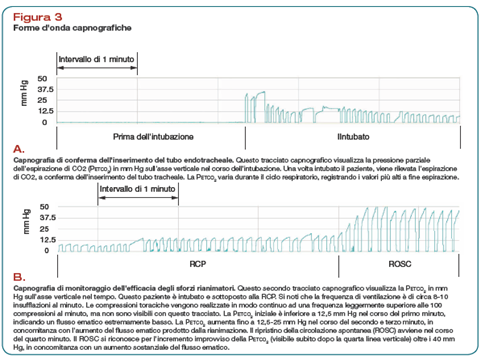 Figura 3
Forme d'onda capnografiche
Intervallo di 1 minuto
50
37.5
25
12.5
0
mm Hg
Prima dell'intubazione
IIntubato
A.
Capnografia di conferma dell'inserimento del tubo endotracheale. Questo tracciato capnografico visualizza la pressione parziale
dell'espirazione di CO2 (PETCO2) in mm Hg sull'asse verticale nel corso dell'intubazione. Una volta intubato il paziente, viene rilevata l'espirazione
di CO2, a conferma dell'inserimento del tubo tracheale. La PETCO2 varia durante il ciclo respiratorio, registrando i valori più alti a fine espirazione.
Intervallo di 1 minuto
50
37.5
25
12.5
0
mm Hg
RCP
ROSC
B.
Capnografia di monitoraggio dell'efficacia degli sforzi rianimatori. Questo secondo tracciato capnografico visualizza la PETCO2 in mm
Hg sull'asse verticale nel tempo. Questo paziente è intubato e sottoposto alla RCP. Si noti che la frequenza di ventilazione è di circa 8-10
insufflazioni al minuto. Le compressioni toraciche vengono realizzate in modo continuo ad una frequenza leggermente superiore alle 100
compressioni al minuto, ma non sono visibili con questo tracciato. La PETCO2 iniziale è inferiore a 12,5 mm Hg nel corso del primo minuto,
indicando un flusso ematico estremamente basso. La PETCO2 aumenta fino a 12,5-25 mm Hg nel corso del secondo e terzo minuto, in
concomitanza con l'aumento del flusso ematico prodotto dalla rianimazione. Il ripristino della circolazione spontanea (ROSC) avviene nel corso
del quarto minuto. Il ROSC si riconosce per l'incremento improvviso della PETCO2 (visibile subito dopo la quarta linea verticale) oltre i 40 mm
Hg, in concomitanza con un aumento sostanziale del flusso ematico.